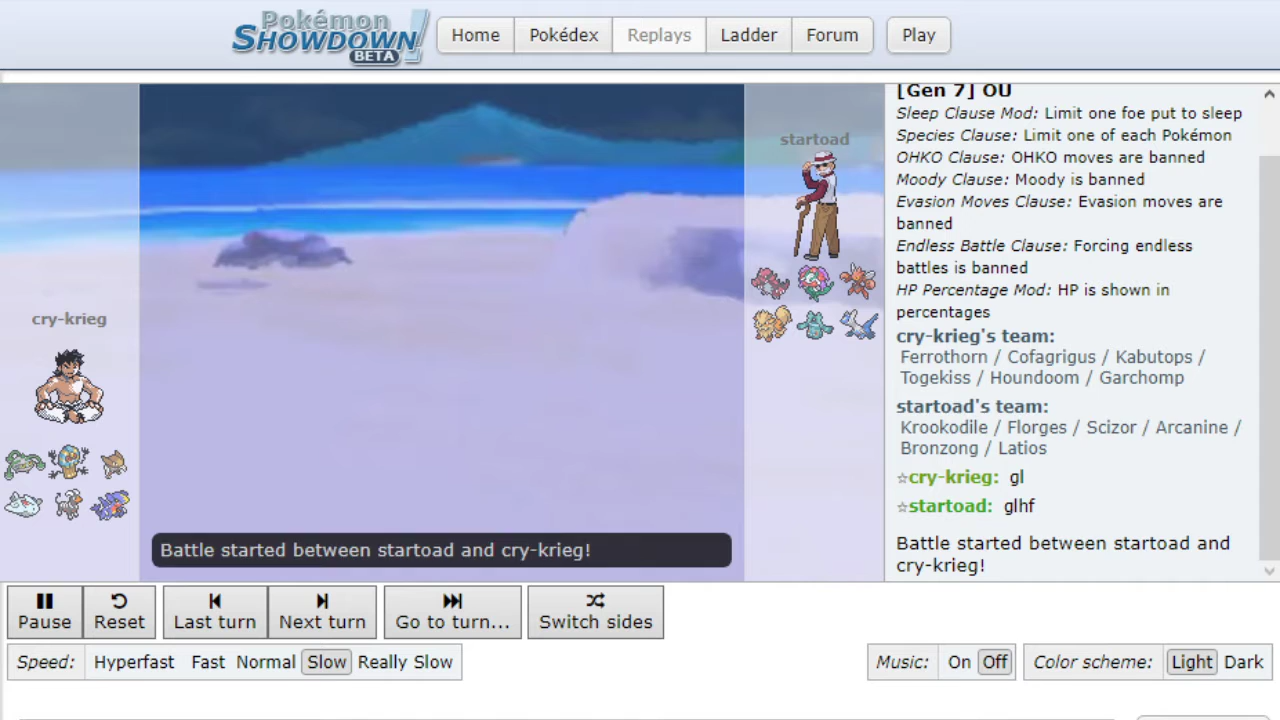 Pokémon
SHOWDOWN!
BETA
Home
Pokédex
Replays
Ladder
Forum
Play
startoad
cry-krieg
Battle started between startoad and cry-krieg!
[Gen 7] OU
Sleep Clause Mod: Limit one foe put to sleep
Species Clause: Limit one of each Pokémon
OHKO Clause: OHKO moves are banned
Moody Clause: Moody is banned
Evasion Moves Clause: Evasion moves are
banned
Endless Battle Clause: Forcing endless
battles is banned
HP Percentage Mod: HP is shown in
percentages
cry-krieg's team:
Ferrothorn / Cofagrigus / Kabutops /
Togekiss / Houndoom / Garchomp
startoad's team:
Krookodile / Florges / Scizor / Arcanine /
Bronzong / Latios
☆cry-krieg: gl
☆startoad: glhf
Battle started between startoad and
cry-krieg!
Pause
Reset
Last turn
Next turn
Go to turn...
Switch sides
Speed: Hyperfast Fast Normal Slow Really Slow
Music: On Off
Color scheme: Light Dark